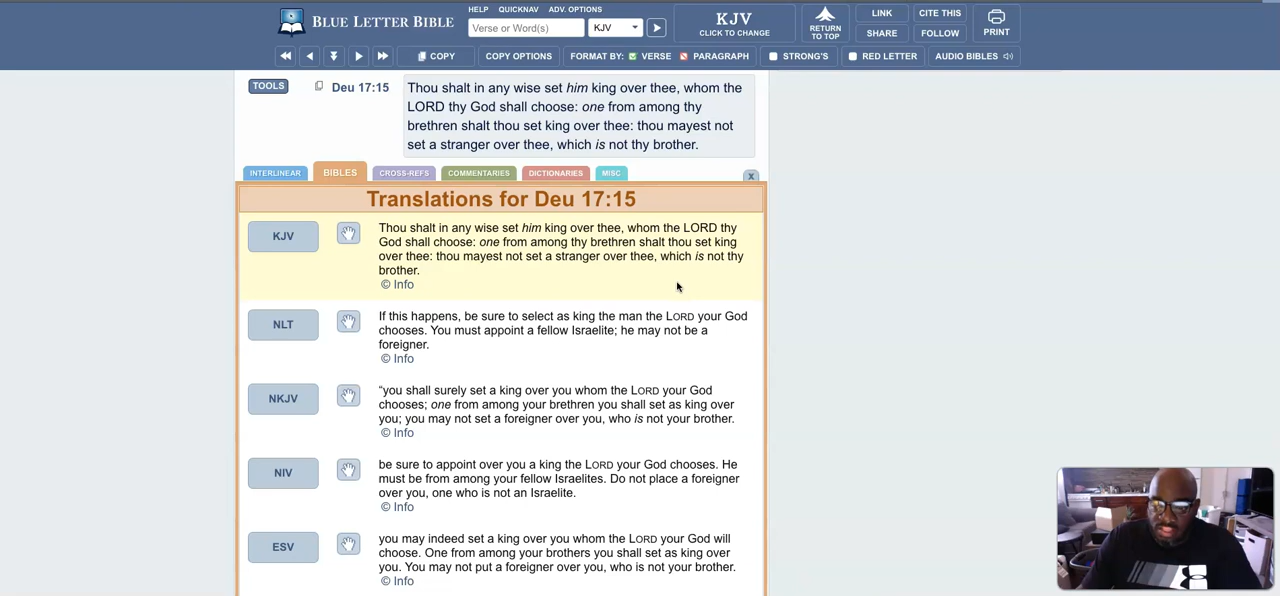 BLUE LETTER BIBLE
HELP QUICKNAV ADV. OPTIONS
Verse or Word(s)
KJV
KJV
CLICK TO CHANGE
RETURN
TO TOP
LINK
CITE THIS
SHARE
FOLLOW
PRINT
COPY
COPY OPTIONS
FORMAT BY: VERSE PARAGRAPH
STRONG'S
RED LETTER
AUDIO BIBLES
TOOLS
Deu 17:15
Thou shalt in any wise set him king over thee, whom the
LORD thy God shall choose: one from among thy
brethren shalt thou set king over thee: thou mayest not
set a stranger over thee, which is not thy brother.
INTERLINEAR BIBLES CROSS-REFS COMMENTARIES DICTIONARIES MISC
x
Translations for Deu 17:15
KJV
Thou shalt in any wise set him king over thee, whom the LORD thy
God shall choose: one from among thy brethren shalt thou set king
over thee: thou mayest not set a stranger over thee, which is not thy
brother.
© Info
NLT
If this happens, be sure to select as king the man the LORD your God
chooses. You must appoint a fellow Israelite; he may not be a
foreigner.
© Info
NKJV
“you shall surely set a king over you whom the LORD your God
chooses; one from among your brethren you shall set as king over
you; you may not set a foreigner over you, who is not your brother.
© Info
NIV
be sure to appoint over you a king the LORD your God chooses. He
must be from among your fellow Israelites. Do not place a foreigner
over you, one who is not an Israelite.
© Info
ESV
you may indeed set a king over you whom the LORD your God will
choose. One from among your brothers you shall set as king over
you. You may not put a foreigner over you, who is not your brother.
© Info